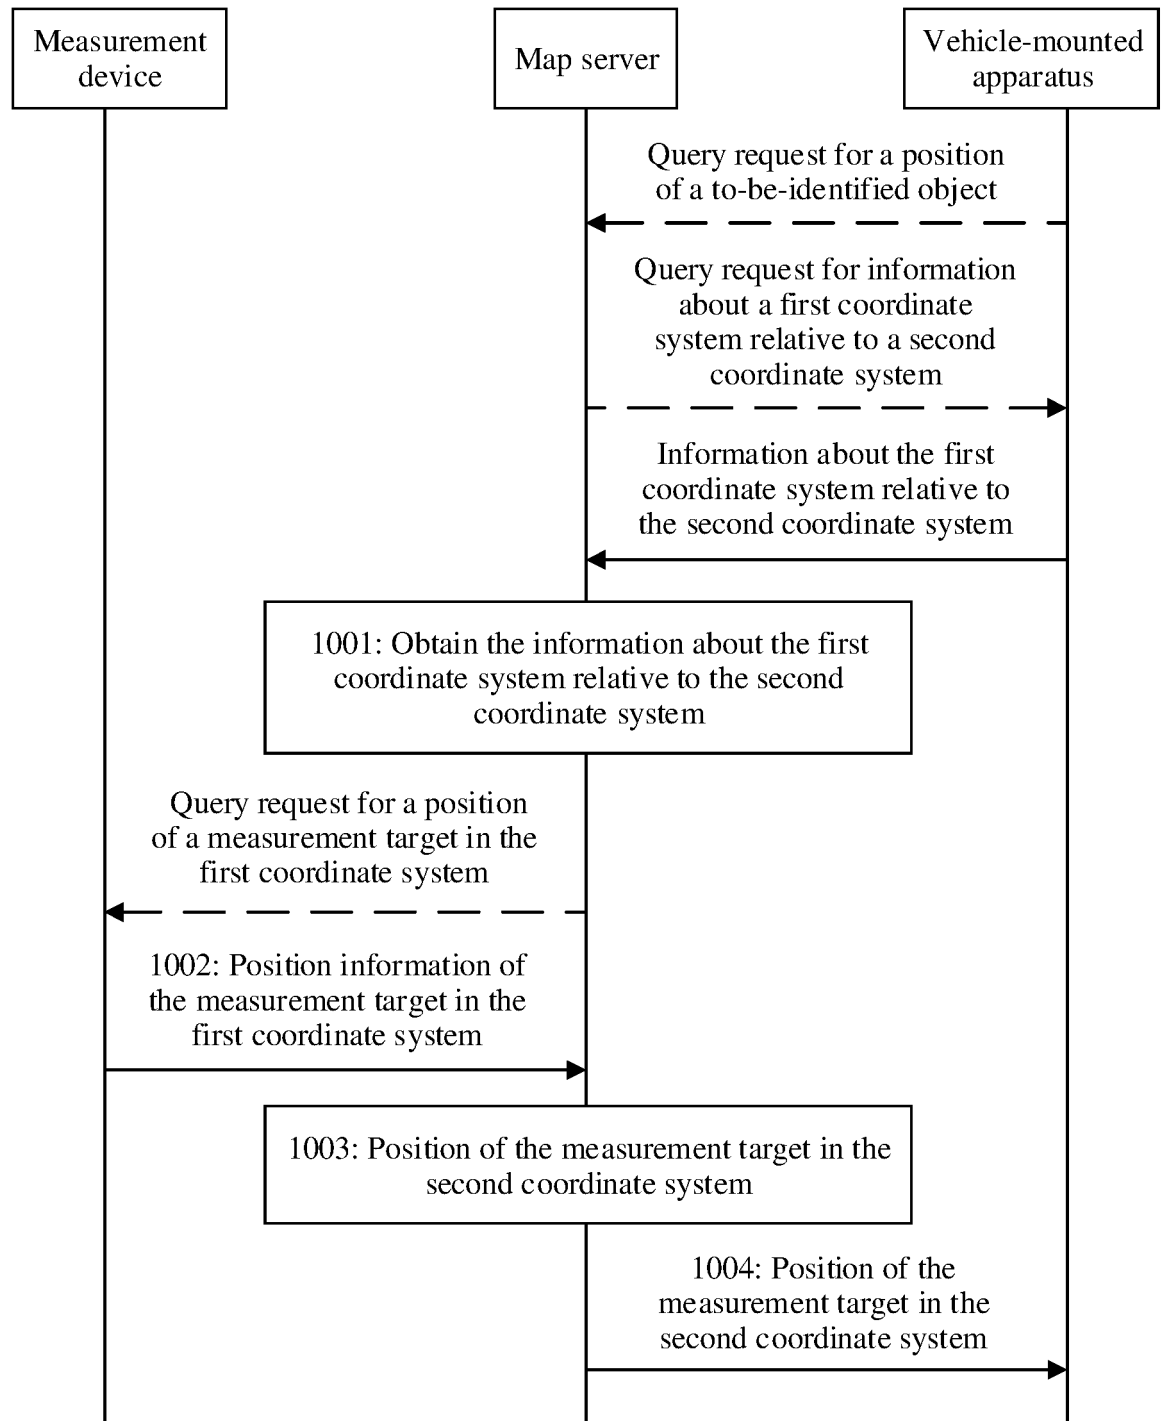 Measurement
device
Map server
Vehicle-mounted
apparatus
Query request for a position
of a to-be-identified object
Query request for information
about a first coordinate
system relative to a second
coordinate system
Information about the first
coordinate system relative to
the second coordinate system
1001: Obtain the information about the first
coordinate system relative to the second
coordinate system
Query request for a position
of a measurement target in the
first coordinate system
1002: Position information of
the measurement target in the
first coordinate system
1003: Position of the measurement target in the
second coordinate system
1004: Position of the
measurement target in the
second coordinate system